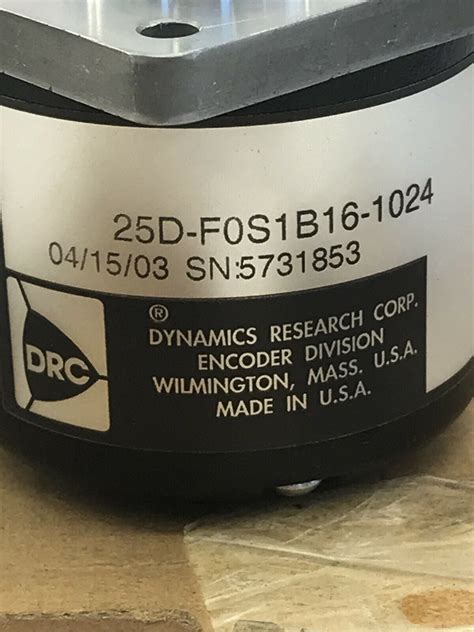 25D-F0S1B16-1024
04/15/03 SN:5731853
®
DRC
DYNAMICS RESEARCH CORP.
ENCODER DIVISION
WILMINGTON, MASS. U.S.A.
MADE IN U.S.A.